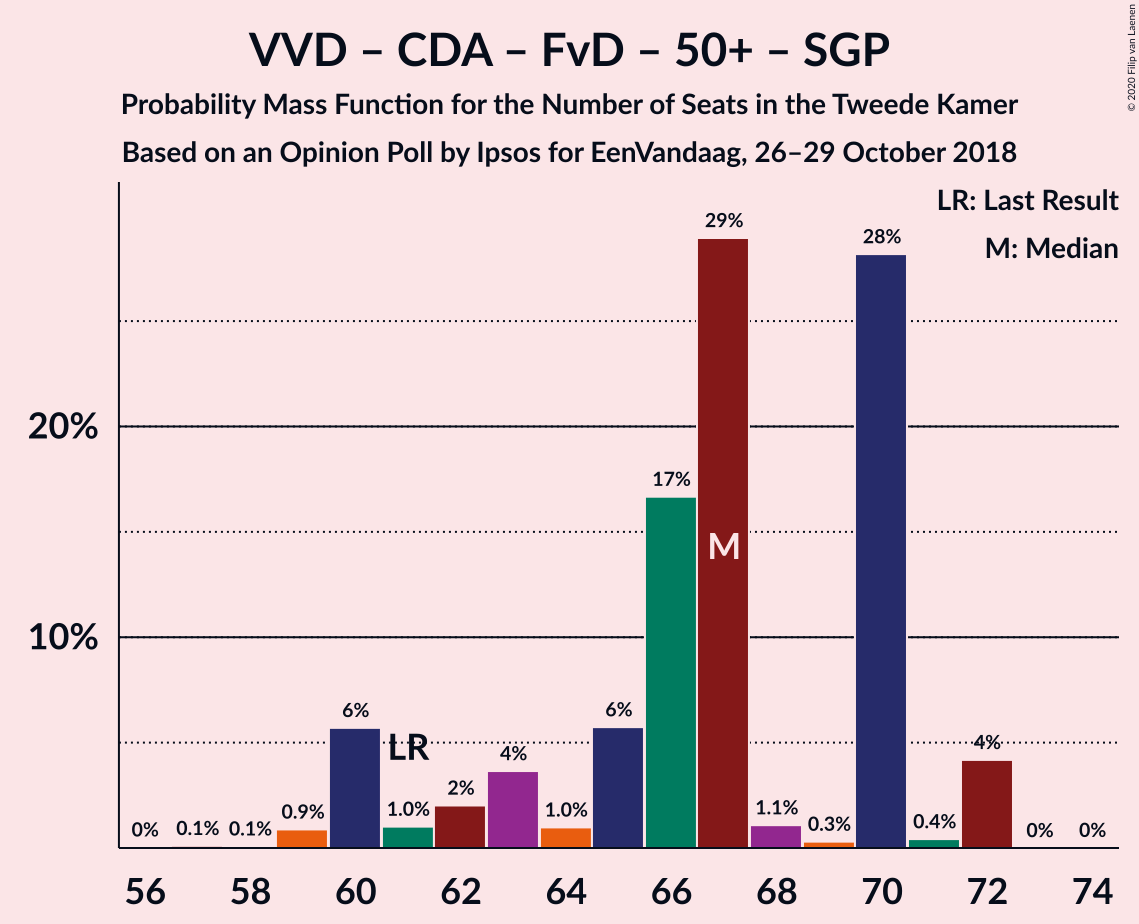 VVD – CDA – FvD – 50+ – SGP
Probability Mass Function for the Number of Seats in the Tweede Kamer
Based on an Opinion Poll by Ipsos for EenVandaag, 26–29 October 2018
© 2020 Filip van Laenen
LR: Last Result
M: Median
20%
10%
0%
0.1%
0.1%
0.9%
6%
1.0%
2%
4%
1.0%
6%
17%
29%
1.1%
0.3%
28%
0.4%
4%
0%
0%
LR
M
56 58 60 62 64 66 68 70 72 74